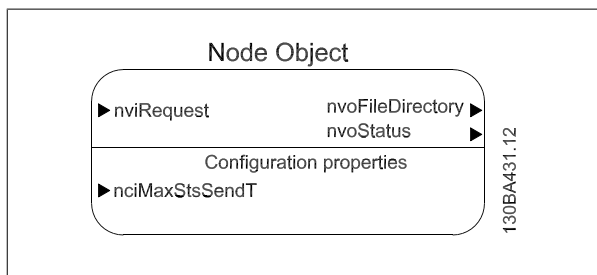 Node Object
nviRequest
nvoFileDirectory
nvoStatus
Configuration properties
nciMaxStsSendT
130BA431.12